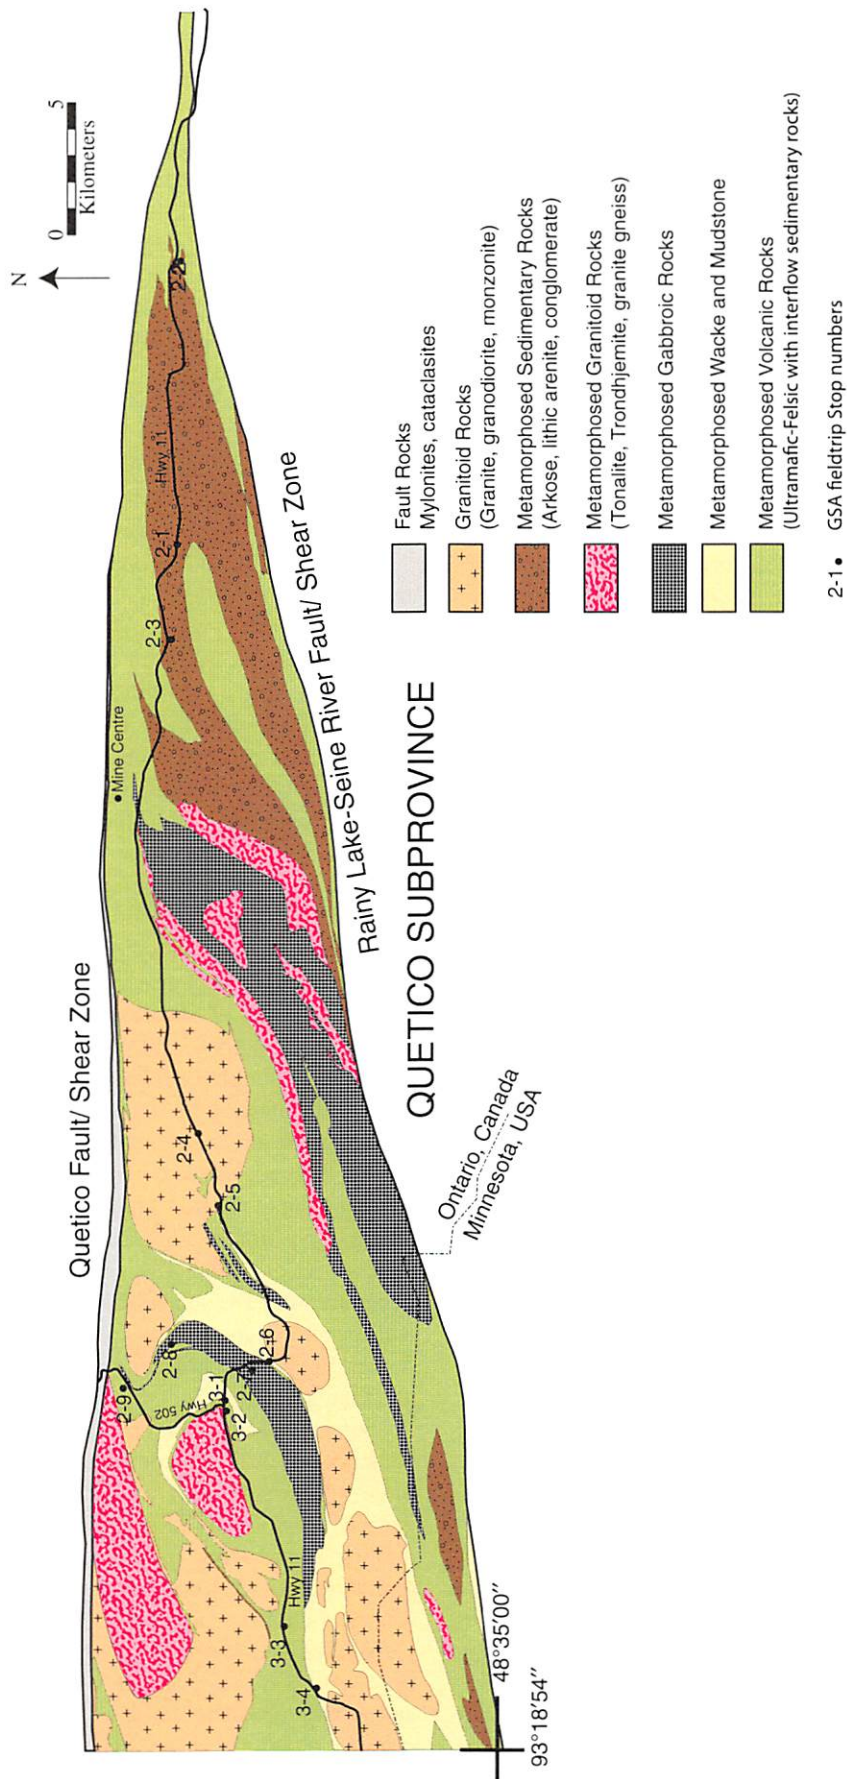 N
0 5
Kilometers
Quetico Fault/ Shear Zone
Mine Centre
2-9
2-8
Hwy 502
3-1
3-2
2-7
2-6
2-5
2-4
2-3
2-1
Hwy 11
2-2
Hwy 11
3-3
3-4
Rainy Lake-Seine River Fault/ Shear Zone
QUETICO SUBPROVINCE
Ontario, Canada
Minnesota, USA
48°35'00"
93°18'54"
Fault Rocks
Mylonites, cataclasites
Granitoid Rocks
(Granite, granodiorite, monzonite)
Metamorphosed Sedimentary Rocks
(Arkose, lithic arenite, conglomerate)
Metamorphosed Granitoid Rocks
(Tonalite, Trondhjemite, granite gneiss)
Metamorphosed Gabbroic Rocks
Metamorphosed Wacke and Mudstone
Metamorphosed Volcanic Rocks
(Ultramafic-Felsic with interflow sedimentary rocks)
2-1• GSA fieldtrip Stop numbers